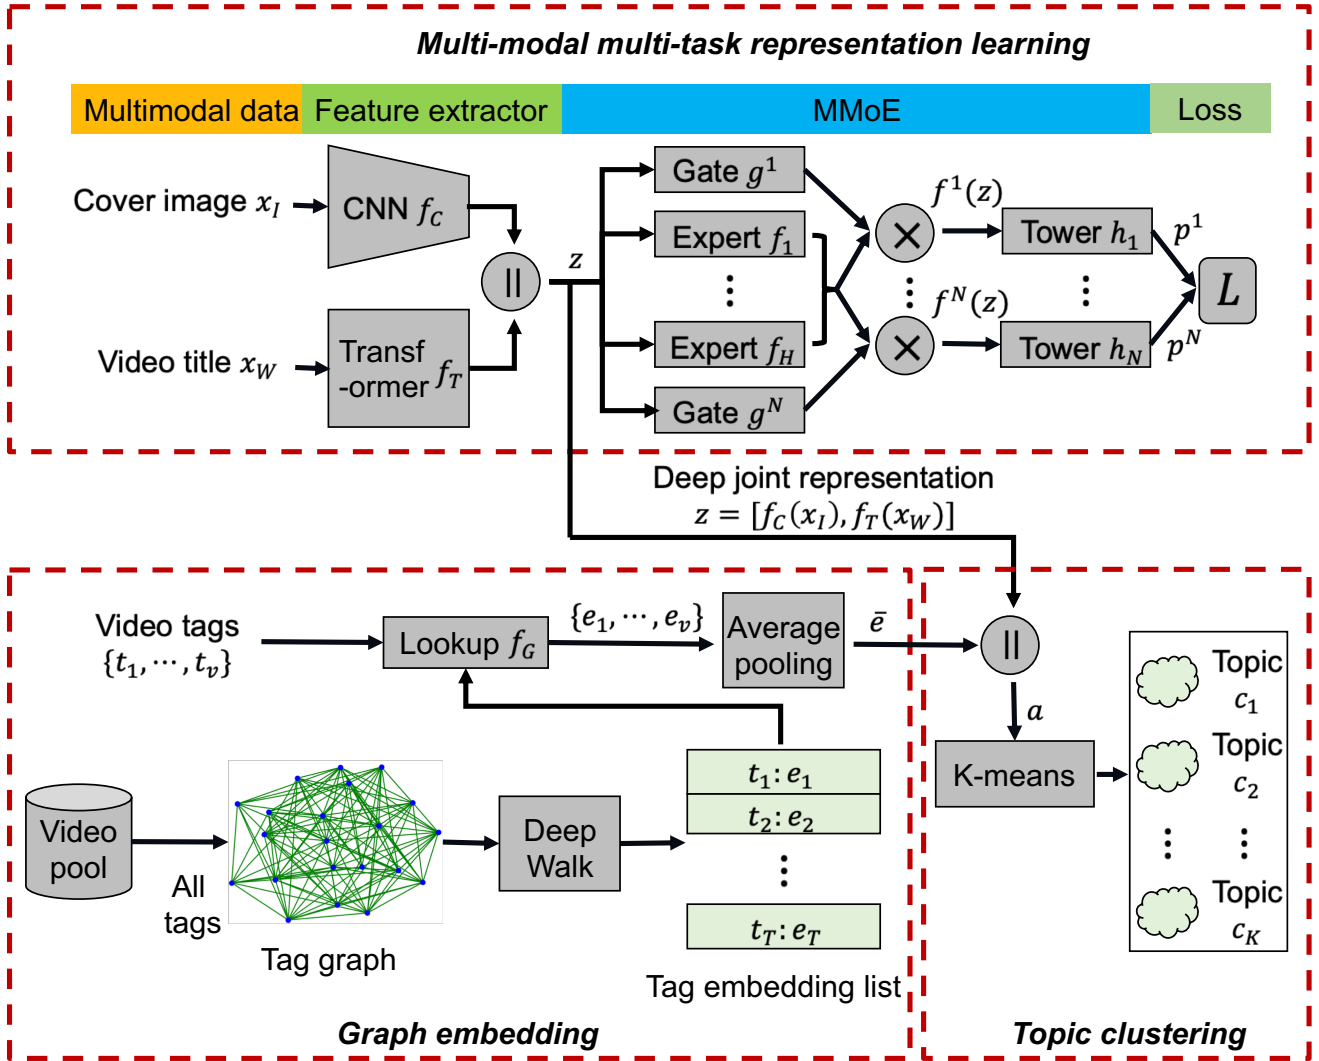 Multi-modal multi-task representation learning
Multimodal data
Feature extractor
MMoE
Loss
Cover image x_I
CNN f_C
Video title x_W
Transf
-ormer f_T
||
z
Gate g^1
Expert f_1
⋮
Expert f_H
Gate g^N
×
⋮
×
f^1(z)
f^N(z)
Tower h_1
⋮
Tower h_N
p^1
p^N
L
Deep joint representation
z = [f_C(x_I), f_T(x_W)]
Video tags
{t_1, ⋯, t_v}
Lookup f_G
{e_1, ⋯, e_v}
Average
pooling
ē
Video
pool
All
tags
Tag graph
Deep
Walk
t_1: e_1
t_2: e_2
⋮
t_T: e_T
Tag embedding list
Graph embedding
||
a
K-means
Topic
c_1
Topic
c_2
⋮ ⋮
Topic
c_K
Topic clustering